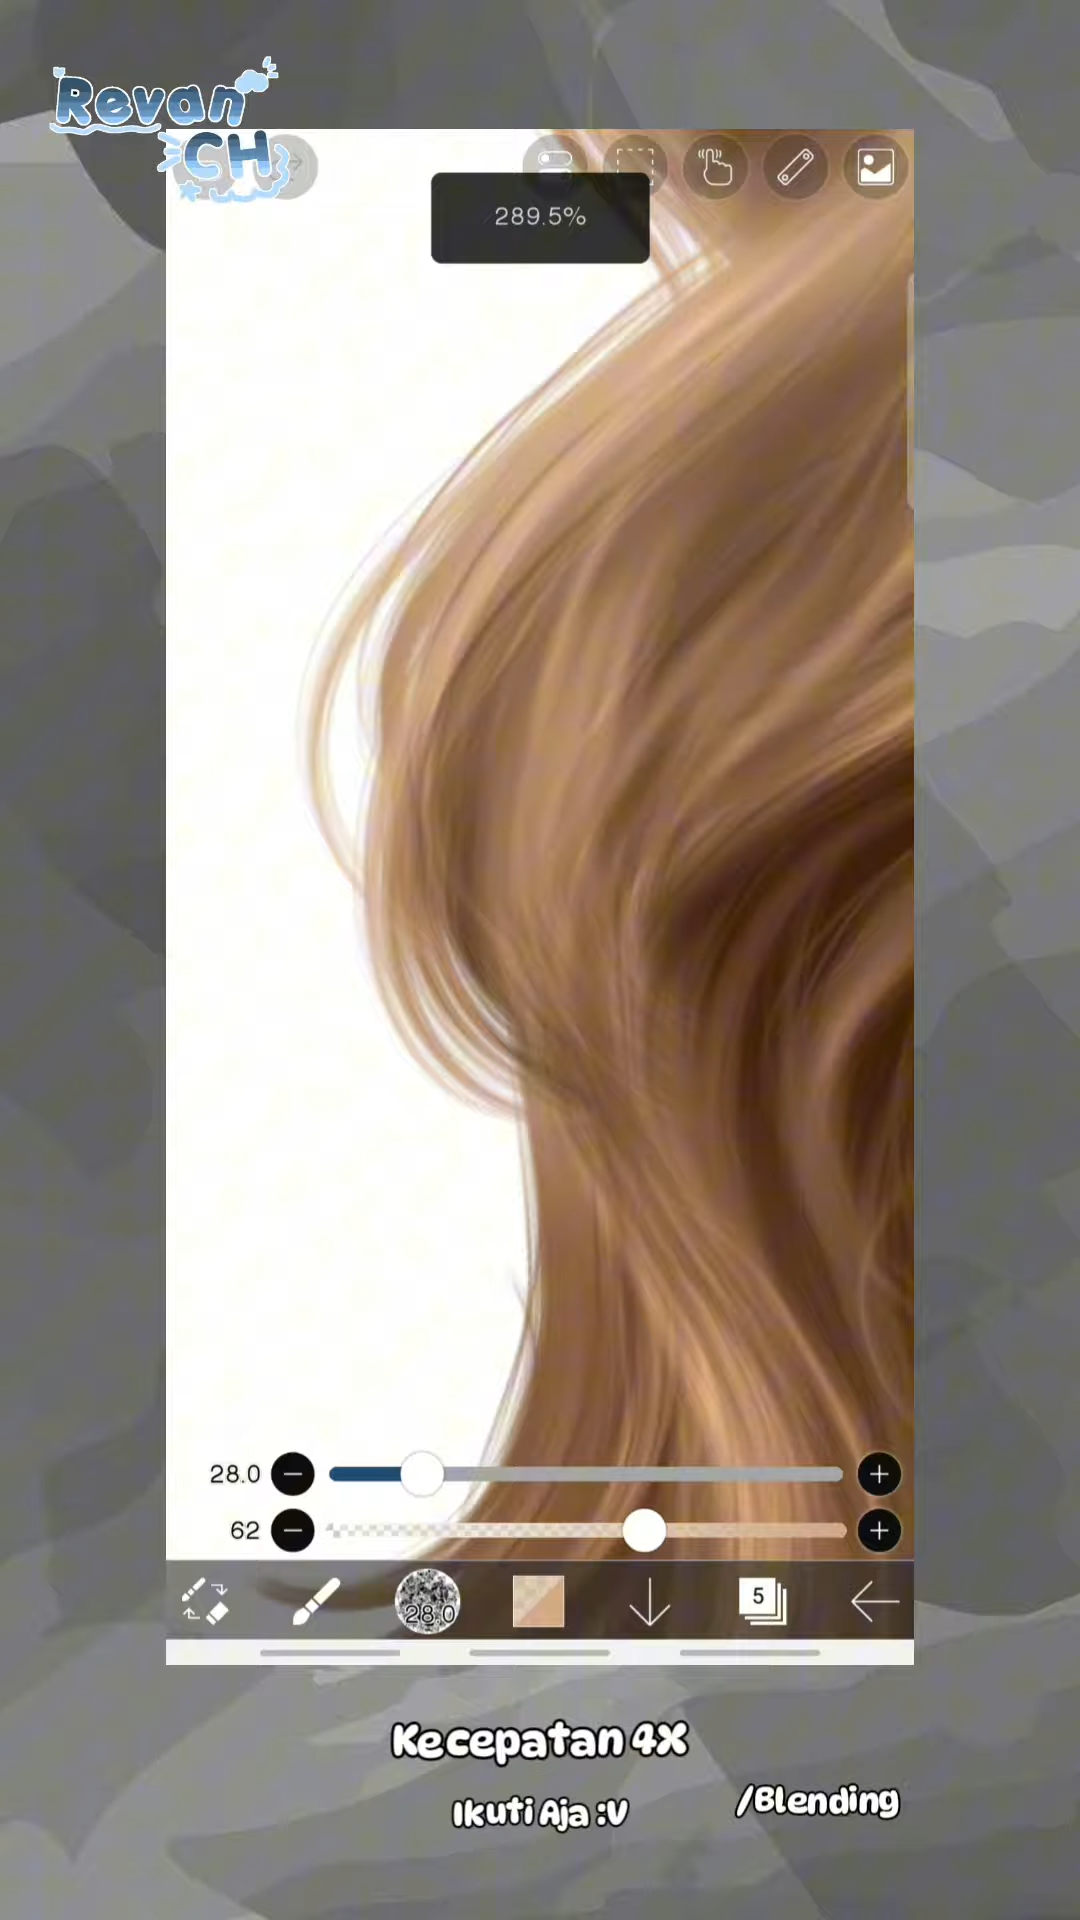 Revan
CH
289.5%
28.0
62
28.0
5
Kecepatan 4X
Ikuti Aja :V
/Blending